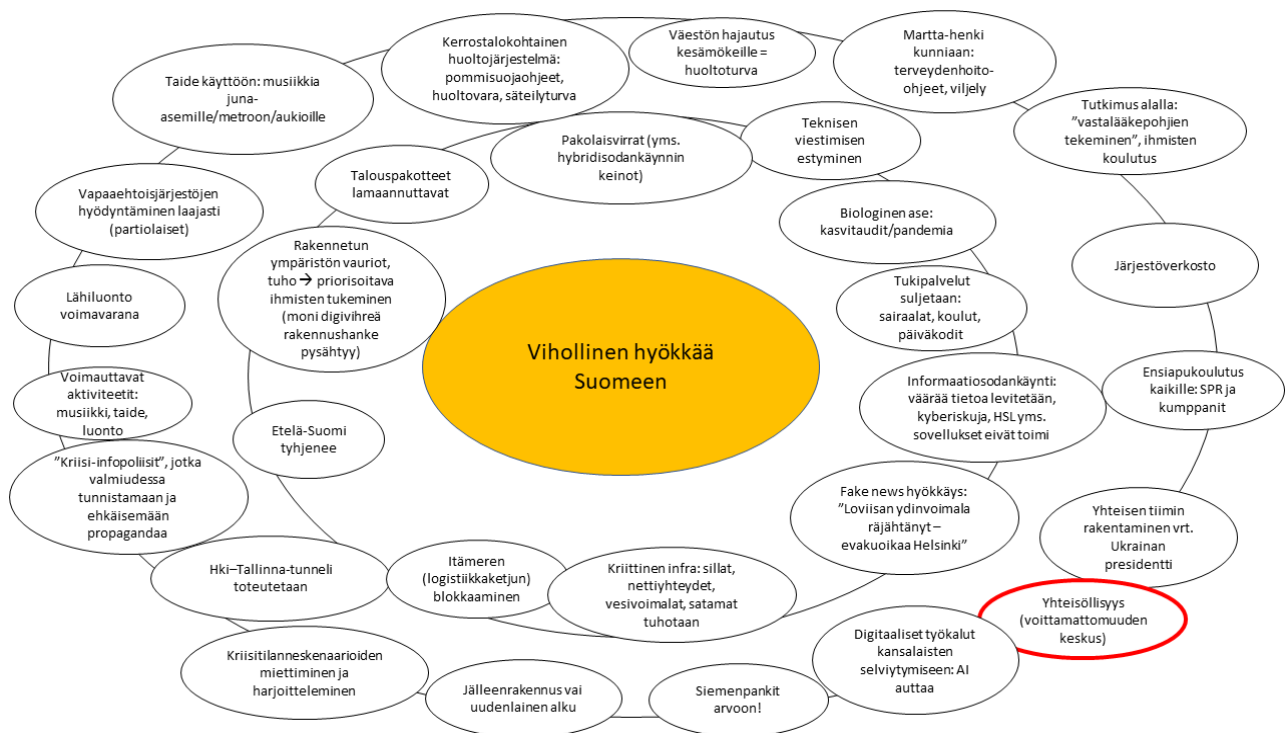 Kerrostalokohtainen
huoltojärjestelmä:
pommisuojaohjeet,
huoltovara, säteilyturva
Väestön hajautus
kesämökeille =
huoltoturva
Martta-henki
kunniaan:
terveydenhoito-
ohjeet, viljely
Taide käyttöön: musiikkia
juna-
asemille/metroon/aukioille
Tutkimus alalla:
”vastalääkepohjien
tekeminen”, ihmisten
koulutus
Pakolaisvirrat (yms.
hybridisodankäynnin
keinot)
Teknisen
viestimisen
estyminen
Talouspakotteet
lamaannuttavat
Vapaaehtoisjärjestöjen
hyödyntäminen laajasti
(partiolaiset)
Biologinen ase:
kasvitaudit/pandemia
Rakennetun
ympäristön vauriot,
tuho → priorisoitava
ihmisten tukeminen
(moni digivihreä
rakennushanke
pysähtyy)
Järjestöverkosto
Lähiluonto
voimavarana
Tukipalvelut
suljetaan:
sairaalat, koulut,
päiväkodit
Vihollinen hyökkää
Suomeen
Voimauttavat
aktiviteetit:
musiikki, taide,
luonto
Informaatiosodankäynti:
väärää tietoa levitetään,
kyberiskuja, HSL yms.
sovellukset eivät toimi
Ensiapukoulutus
kaikille: SPR ja
kumppanit
Etelä-Suomi
tyhjenee
”Kriisi-infopoliisit”, jotka
valmiudessa
tunnistamaan ja
ehkäisemään
propagandaa
Fake news hyökkäys:
”Loviisan ydinvoimala
räjähtänyt –
evakuoikaa Helsinki”
Yhteisen tiimin
rakentaminen vrt.
Ukrainan
presidentti
Hki–Tallinna-tunneli
toteutetaan
Itämeren
(logistiikkaketjun)
blokkaaminen
Kriittinen infra: sillat,
nettiyhteydet,
vesivoimalat, satamat
tuhotaan
Yhteisöllisyys
(voittamattomuuden
keskus)
Digitaaliset työkalut
kansalaisten
selviytymiseen: AI
auttaa
Kriisitilanneskenaarioiden
miettiminen ja
harjoitteleminen
Jälleenrakennus vai
uudenlainen alku
Siemenpankit
arvoon!